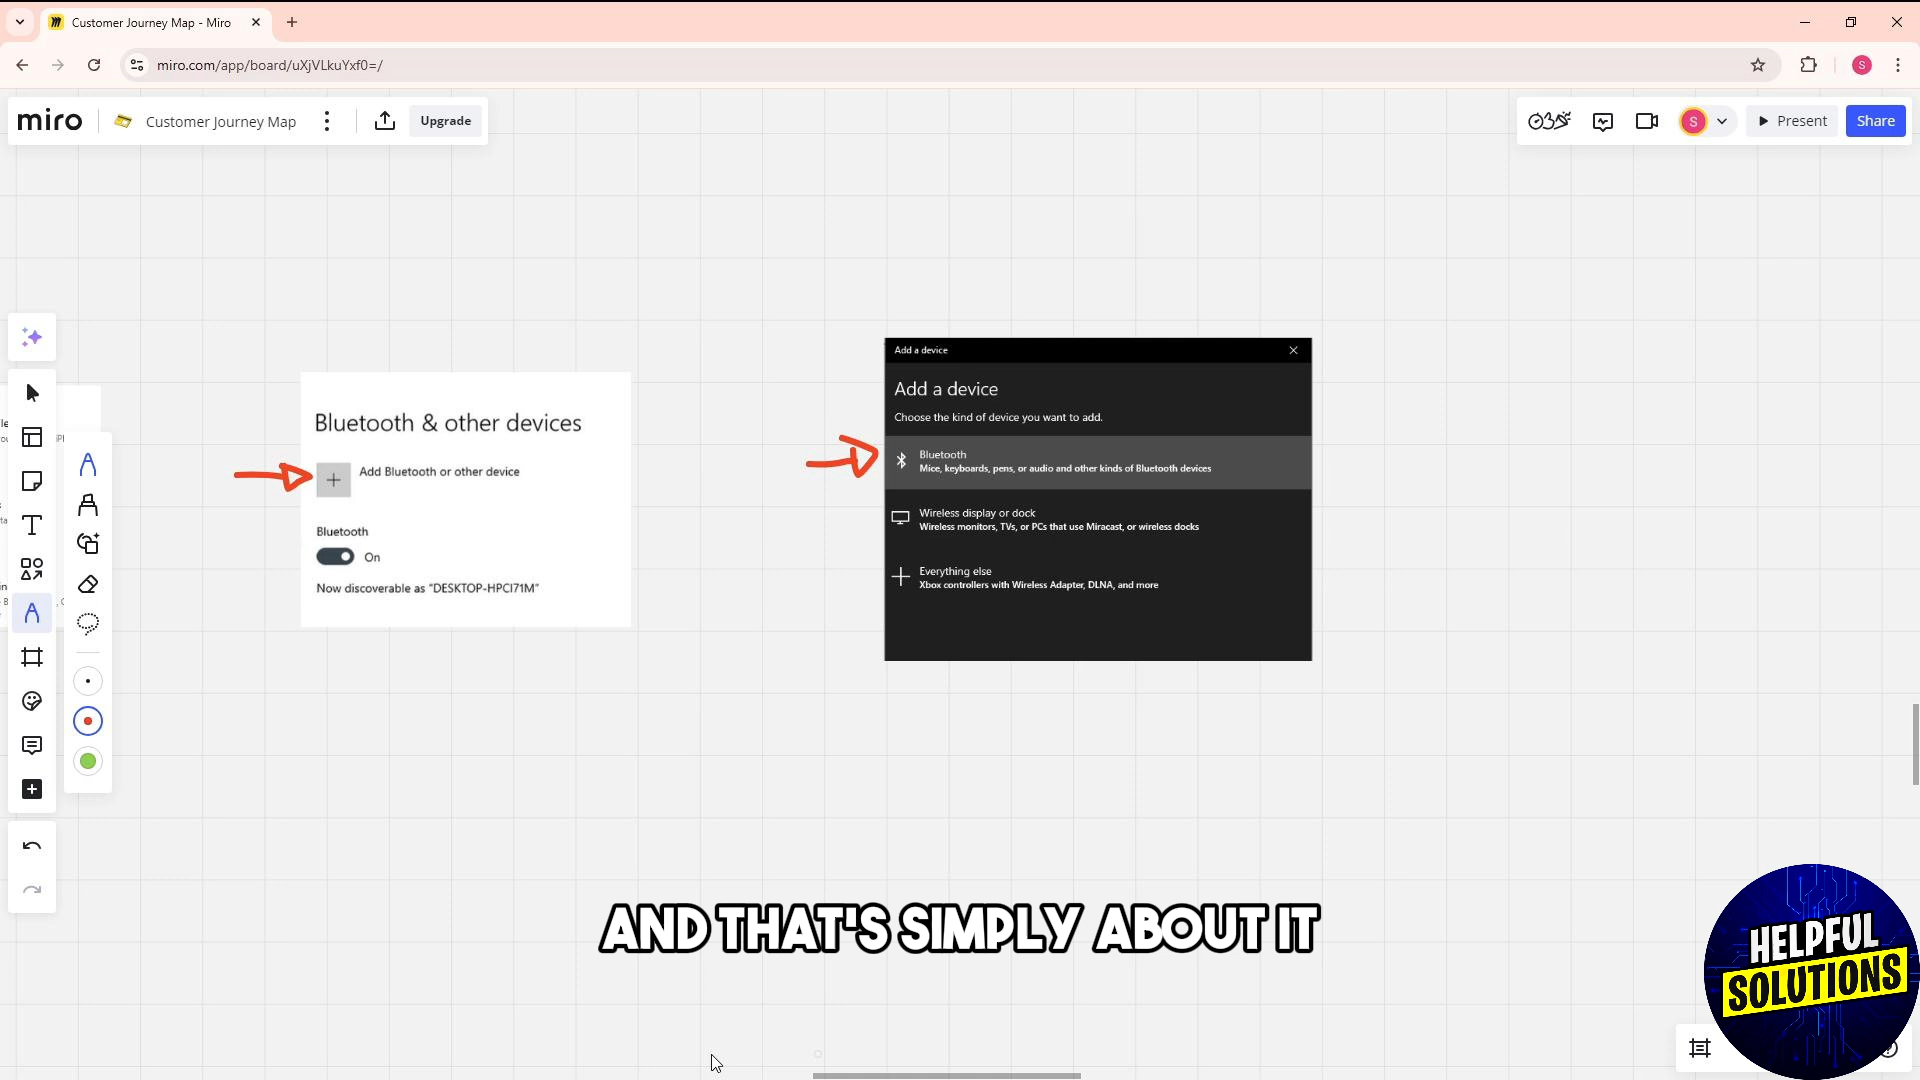 Customer Journey Map - Miro
miro.com/app/board/uXjVLkuYxf0=/
S
miro
Customer Journey Map
Upgrade
S
Present
Share
Bluetooth & other devices
Add Bluetooth or other device
Bluetooth
On
Now discoverable as "DESKTOP-HPCI71M"
Add a device
Add a device
Choose the kind of device you want to add.
Bluetooth
Mice, keyboards, pens, or audio and other kinds of Bluetooth devices
Wireless display or dock
Wireless monitors, TVs, or PCs that use Miracast, or wireless docks
Everything else
Xbox controllers with Wireless Adapter, DLNA, and more
AND THAT'S SIMPLY ABOUT IT
HELPFUL
SOLUTIONS